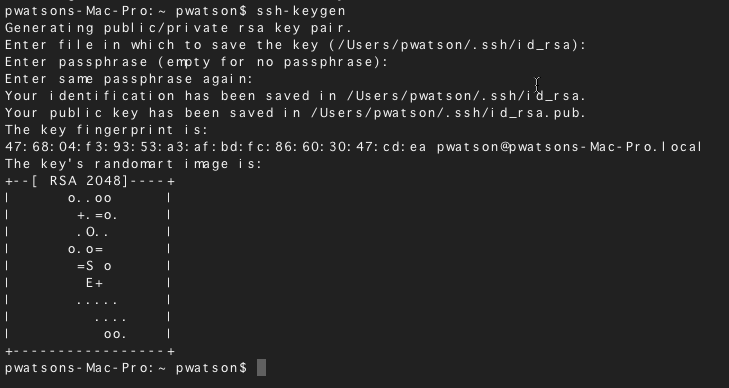 pwatsons-Mac-Pro:~ pwatson$ ssh-keygen
Generating public/private rsa key pair.
Enter file in which to save the key (/Users/pwatson/.ssh/id_rsa):
Enter passphrase (empty for no passphrase):
Enter same passphrase again:
Your identification has been saved in /Users/pwatson/.ssh/id_rsa.
Your public key has been saved in /Users/pwatson/.ssh/id_rsa.pub.
The key fingerprint is:
47:68:04:f3:93:53:a3:af:bd:fc:86:60:30:47:cd:ea pwatson@pwatsons-Mac-Pro.local
The key's randomart image is:
+--[ RSA 2048]----+
|       o..oo     |
|        +.=o.    |
|        .O..     |
|       o.o=      |
|        =S o     |
|         E+      |
|        .....    |
|          ....   |
|           oo.   |
+-----------------+
pwatsons-Mac-Pro:~ pwatson$